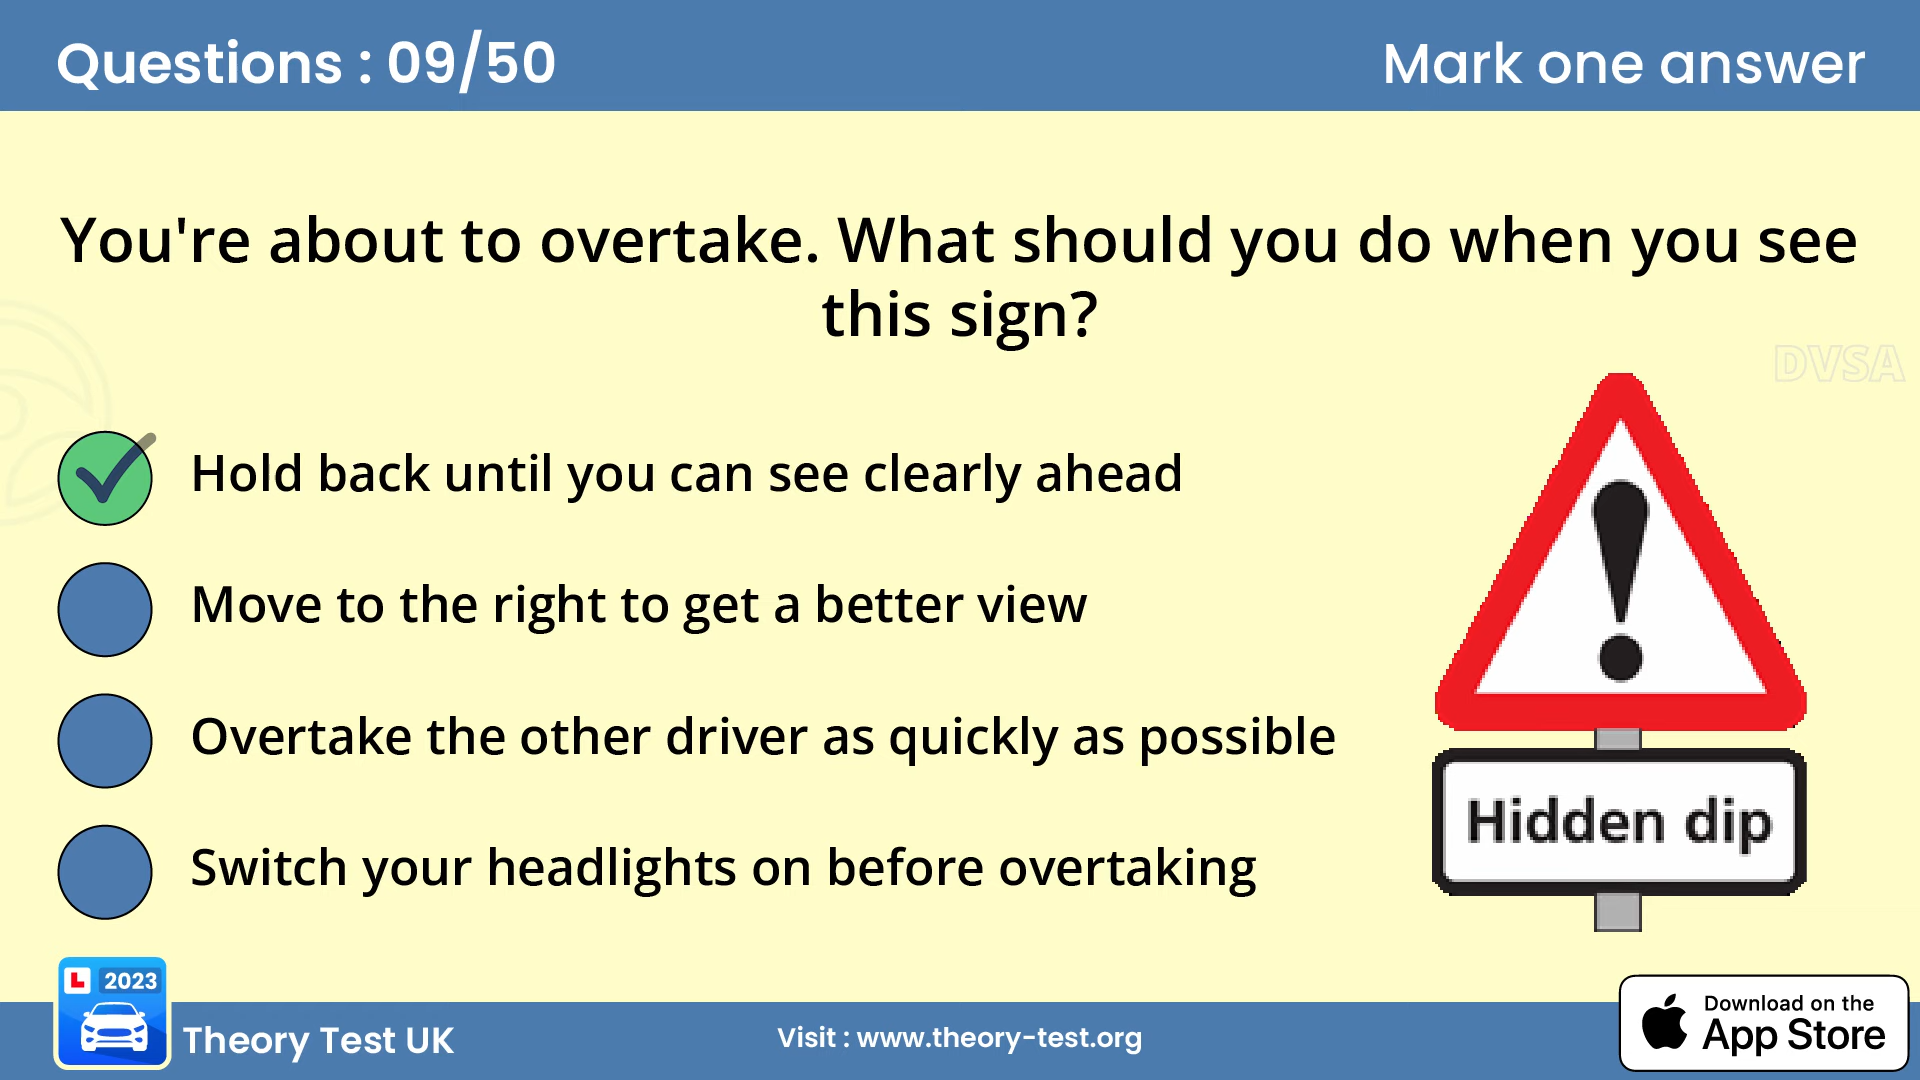 Questions : 09/50
Mark one answer
You're about to overtake. What should you do when you see
this sign?
DVSA
Hold back until you can see clearly ahead
Move to the right to get a better view
Overtake the other driver as quickly as possible
Switch your headlights on before overtaking
!
Hidden dip
L 2023
Theory Test UK
Visit : www.theory-test.org
Download on the
App Store